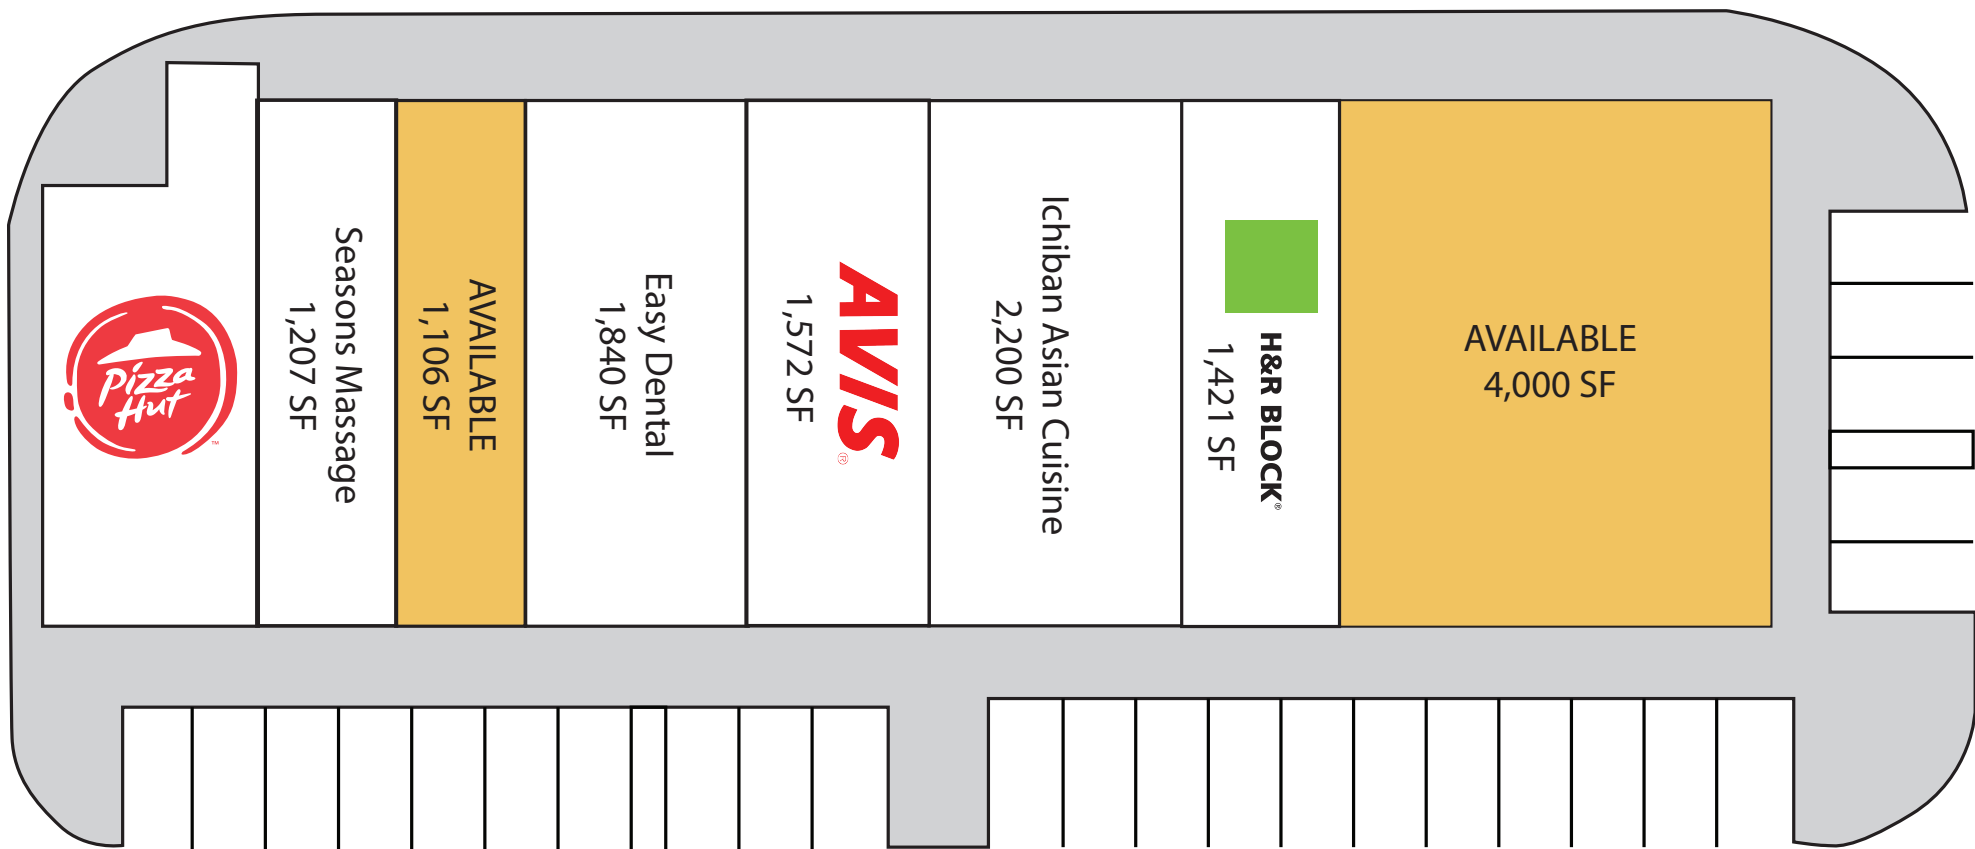 Pizza
Hut
™
Seasons Massage
1,207 SF
AVAILABLE
1,106 SF
Easy Dental
1,840 SF
AVIS®
1,572 SF
Ichiban Asian Cuisine
2,200 SF
H&R BLOCK®
1,421 SF
AVAILABLE
4,000 SF